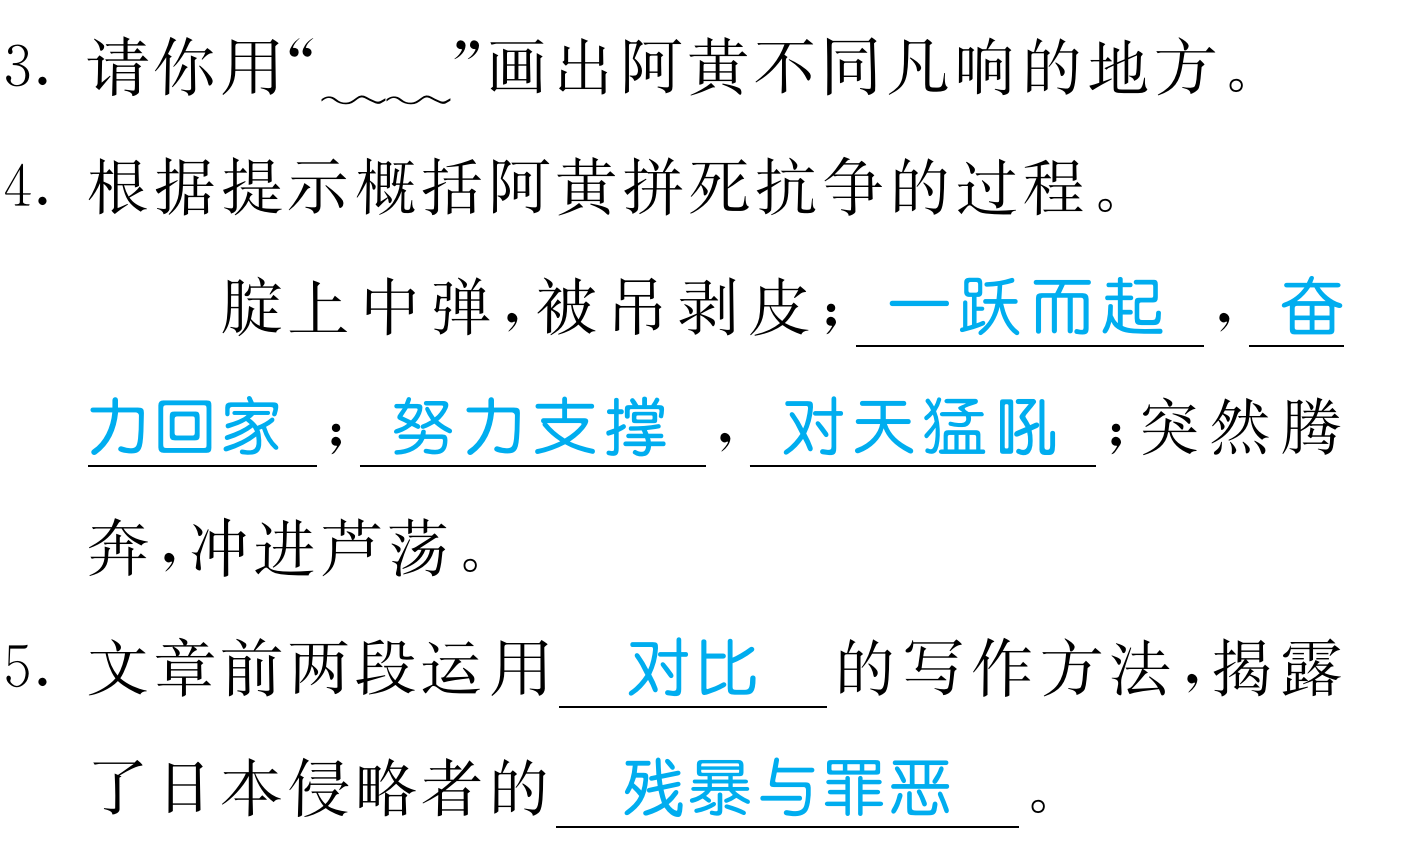 3. 请你用“﹏﹏”画出阿黄不同凡响的地方。
4. 根据提示概括阿黄拼死抗争的过程。
腚上中弹,被吊剥皮; 一跃而起 , 奋
力回家 ; 努力支撑 , 对天猛吼 ;突然腾
奔,冲进芦荡。
5. 文章前两段运用 对比 的写作方法,揭露
了日本侵略者的 残暴与罪恶 。